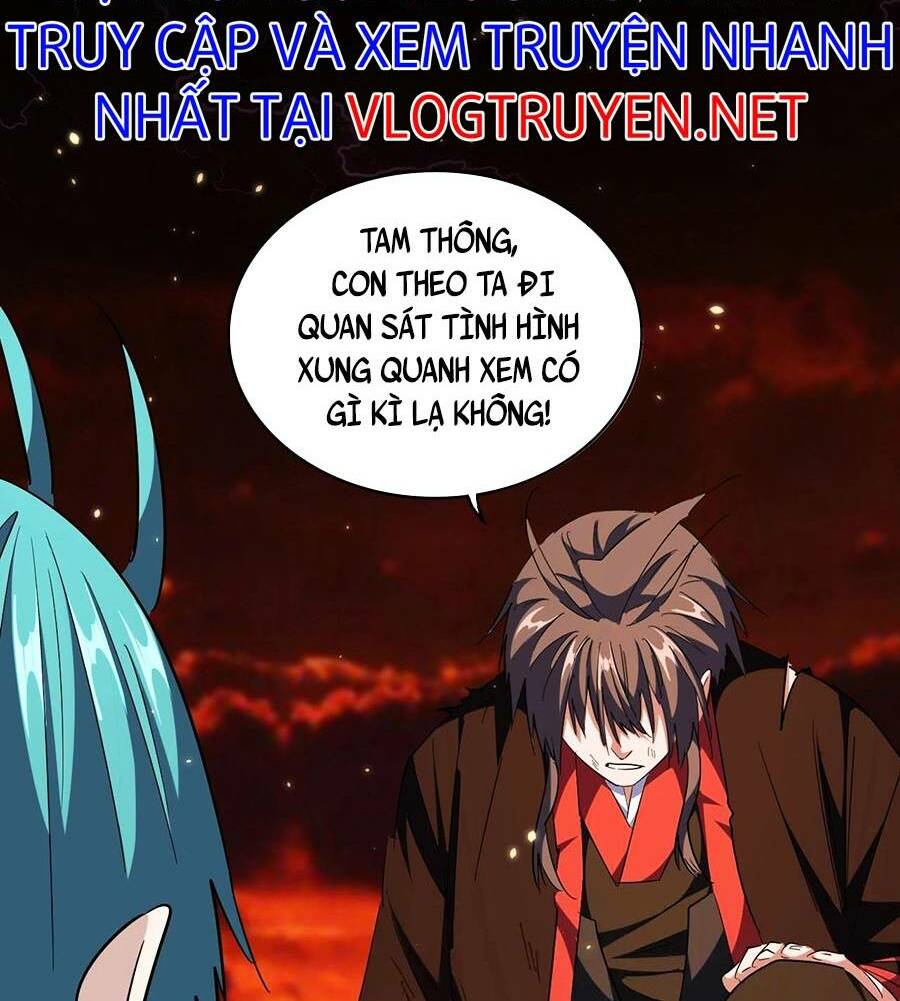 TRUY CẬP VÀ XEM TRUYỆN NHANH
NHẤT TẠI VLOGTRUYEN.NET
TAM THÔNG,
CON THEO TA ĐI
QUAN SÁT TÌNH HÌNH
XUNG QUANH XEM CÓ
GÌ KÌ LẠ KHÔNG!